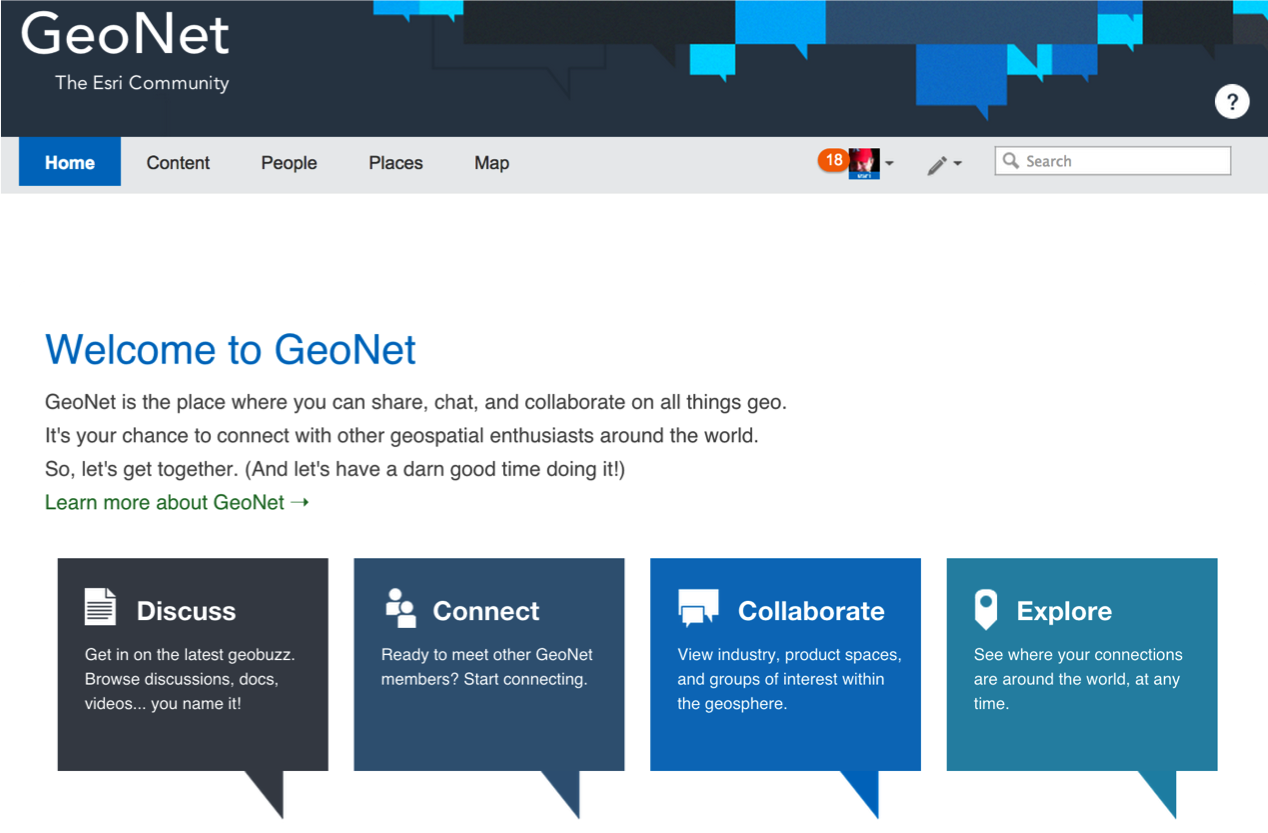 GeoNet
The Esri Community
?
Home Content People Places Map 18 esri Search
Welcome to GeoNet
GeoNet is the place where you can share, chat, and collaborate on all things geo.
It's your chance to connect with other geospatial enthusiasts around the world.
So, let's get together. (And let's have a darn good time doing it!)
Learn more about GeoNet →
Discuss
Get in on the latest geobuzz.
Browse discussions, docs,
videos... you name it!
Connect
Ready to meet other GeoNet
members? Start connecting.
Collaborate
View industry, product spaces,
and groups of interest within
the geosphere.
Explore
See where your connections
are around the world, at any
time.